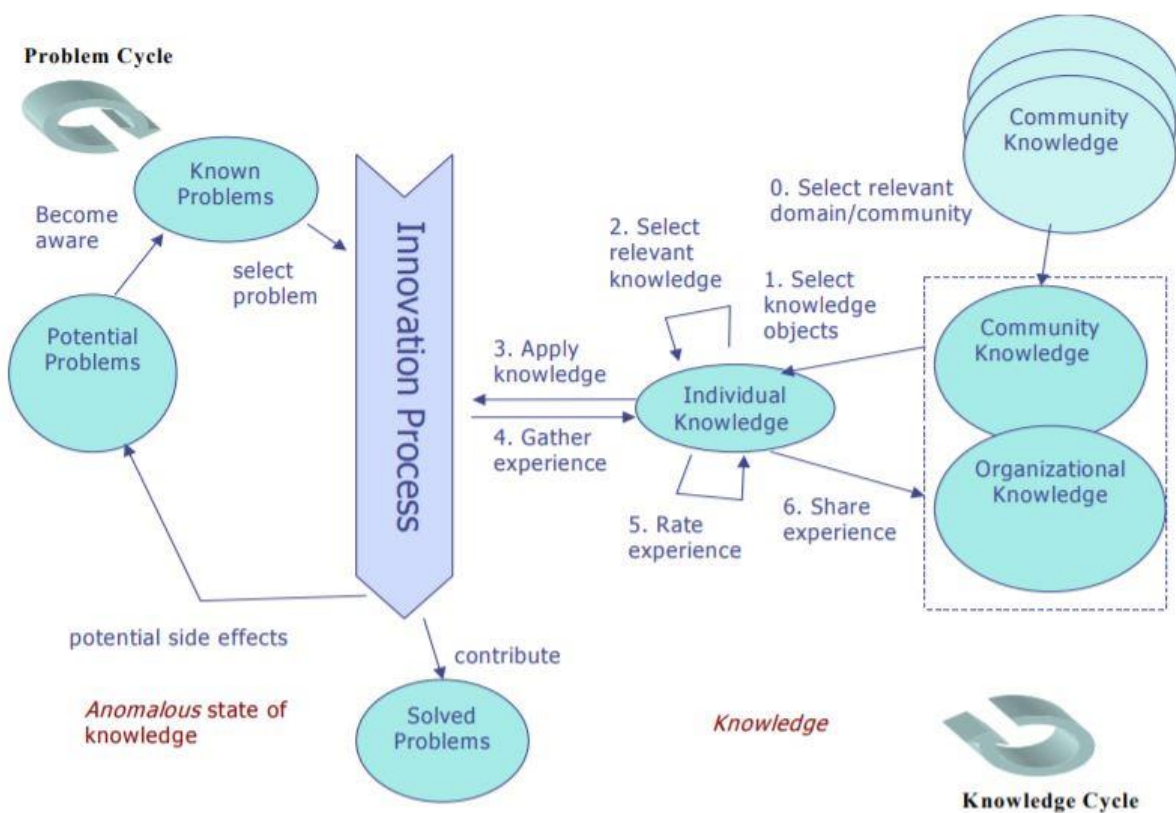 Problem Cycle
Known
Problems
Become
aware
select
problem
Potential
Problems
potential side effects
Anomalous state of
knowledge
Innovation Process
contribute
Solved
Problems
Community
Knowledge
0. Select relevant
domain/community
2. Select
relevant
knowledge
1. Select
knowledge
objects
Community
Knowledge
3. Apply
knowledge
Individual
Knowledge
4. Gather
experience
Organizational
Knowledge
5. Rate
experience
6. Share
experience
Knowledge
Knowledge Cycle